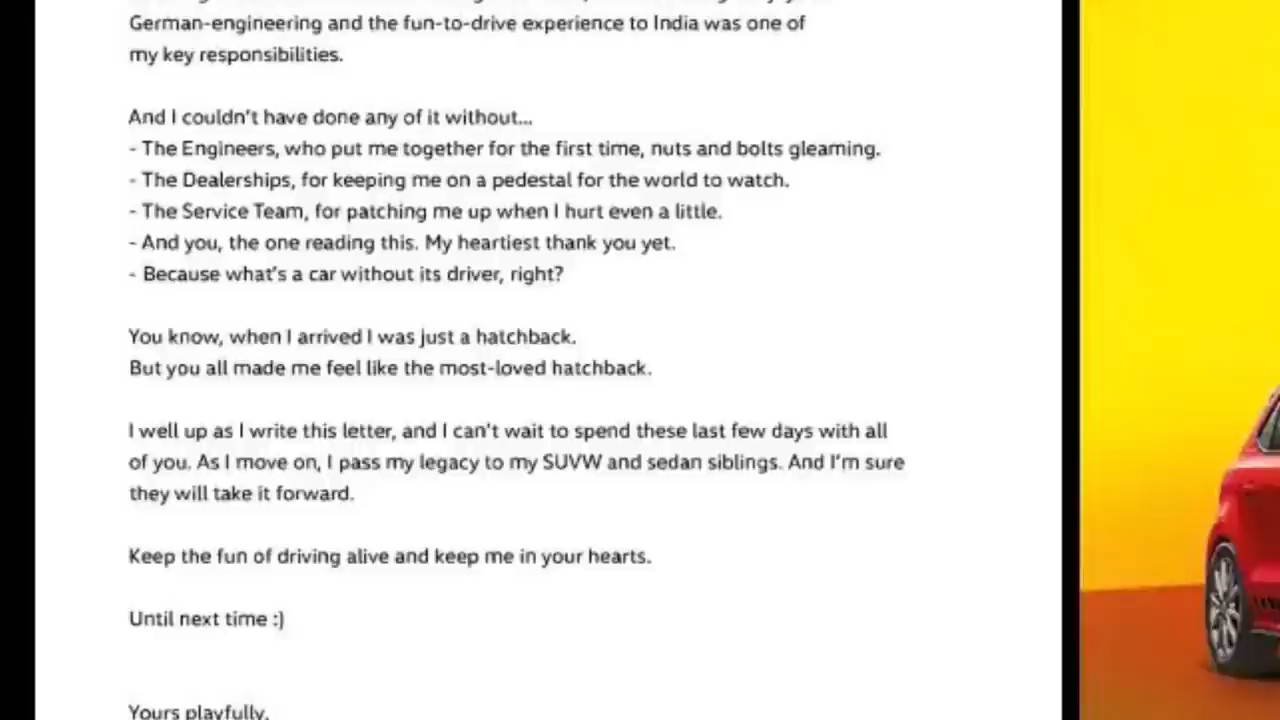 German-engineering and the fun-to-drive experience to India was one of
my key responsibilities.
And I couldn't have done any of it without...
- The Engineers, who put me together for the first time, nuts and bolts gleaming.
- The Dealerships, for keeping me on a pedestal for the world to watch.
- The Service Team, for patching me up when I hurt even a little.
- And you, the one reading this. My heartiest thank you yet.
- Because what's a car without its driver, right?
You know, when I arrived I was just a hatchback.
But you all made me feel like the most-loved hatchback.
I well up as I write this letter, and I can't wait to spend these last few days with all
of you. As I move on, I pass my legacy to my SUVW and sedan siblings. And I'm sure
they will take it forward.
Keep the fun of driving alive and keep me in your hearts.
Until next time :)
Yours playfully,